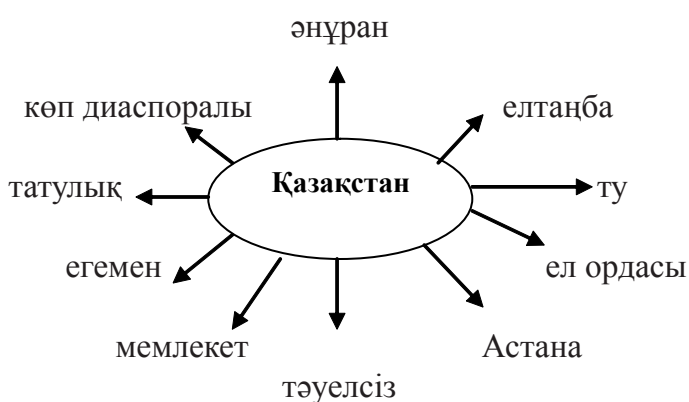 әнұран
көп диаспоралы
елтаңба
Қазақстан
татулық
ту
егемен
ел ордасы
мемлекет
Астана
тәуелсіз